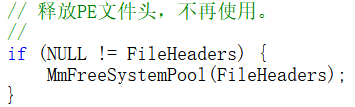 // 释放PE文件头，不再使用。
//
if (NULL != FileHeaders) {
    MmFreeSystemPool(FileHeaders);
}